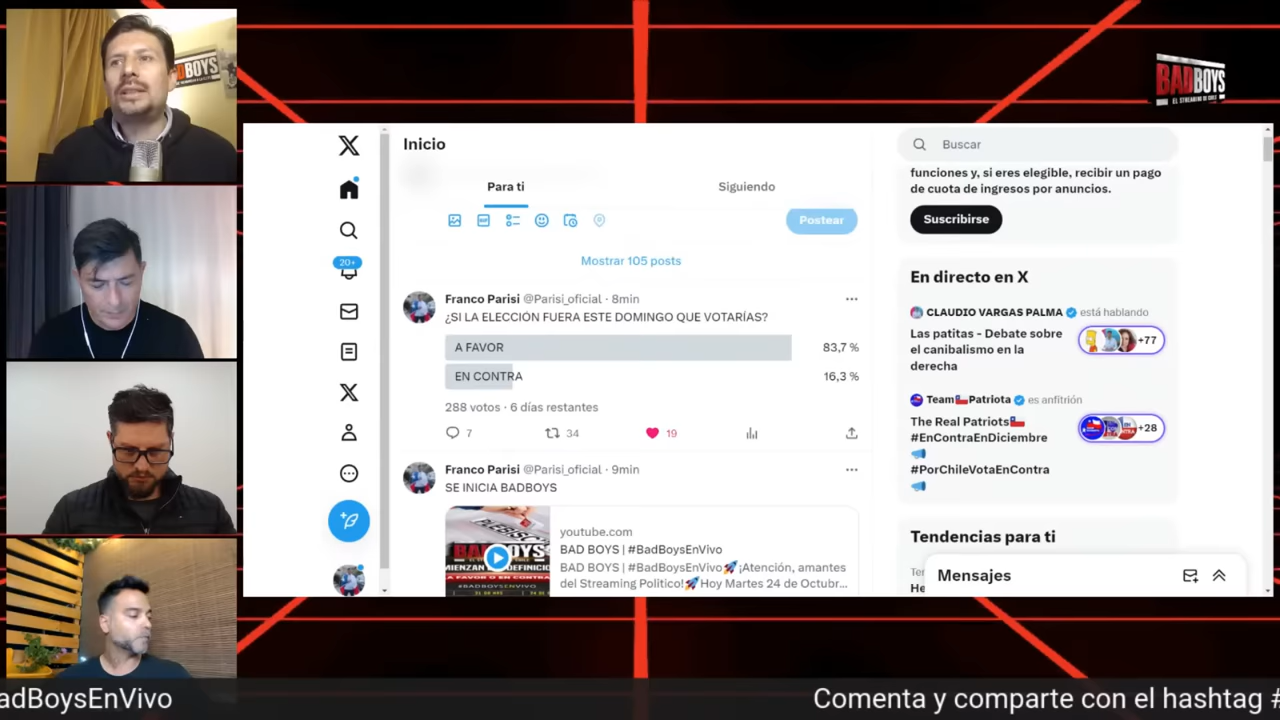 BOYS
BADBOYS
EL STREAMING DE CHILE
Inicio
Para ti
Siguiendo
Postear
Mostrar 105 posts
20+
Franco Parisi @Parisi_oficial · 8min
¿SI LA ELECCIÓN FUERA ESTE DOMINGO QUE VOTARÍAS?
A FAVOR 83,7 %
EN CONTRA 16,3 %
288 votos · 6 días restantes
7 34 19
Franco Parisi @Parisi_oficial · 9min
SE INICIA BADBOYS
youtube.com
BAD BOYS | #BadBoysEnVivo
BAD BOYS | #BadBoysEnVivo🚀¡Atención, amantes
del Streaming Politico!🚀Hoy Martes 24 de Octubr...
Buscar
funciones y, si eres elegible, recibir un pago
de cuota de ingresos por anuncios.
Suscribirse
En directo en X
CLAUDIO VARGAS PALMA está hablando
Las patitas - Debate sobre
el canibalismo en la
derecha
+77
Team🇨🇱Patriota es anfitrión
The Real Patriots🇨🇱
#EnContraEnDiciembre
📢
#PorChileVotaEnContra
📢
+28
Tendencias para ti
Mensajes
adBoysEnVivo
Comenta y comparte con el hashtag #